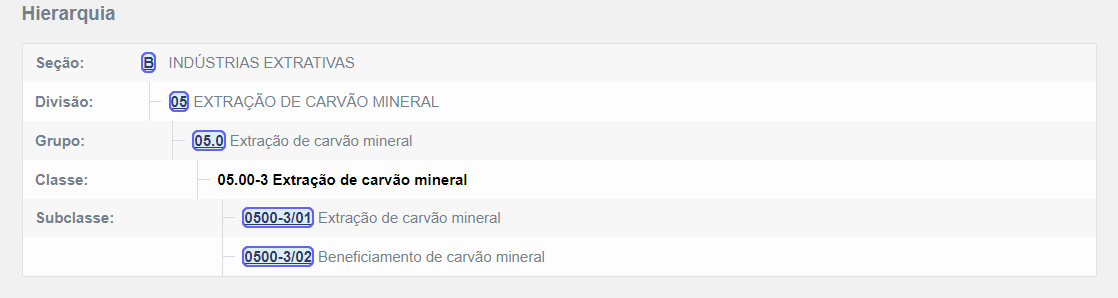 Hierarquia
Seção: B INDÚSTRIAS EXTRATIVAS
Divisão: 05 EXTRAÇÃO DE CARVÃO MINERAL
Grupo: 05.0 Extração de carvão mineral
Classe: 05.00-3 Extração de carvão mineral
Subclasse: 0500-3/01 Extração de carvão mineral
0500-3/02 Beneficiamento de carvão mineral